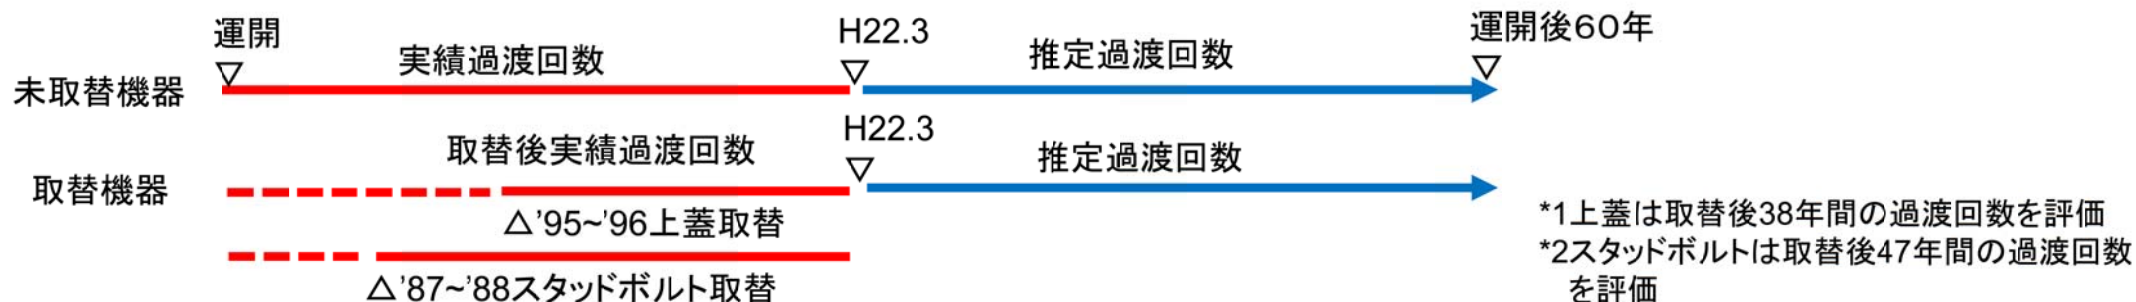 運開
実績過渡回数
H22.3
推定過渡回数
運開後60年
▽
▽
▽
未取替機器
取替後実績過渡回数
H22.3
推定過渡回数
▽
取替機器
△’95~’96上蓋取替
△’87~’88スタッドボルト取替
*1上蓋は取替後38年間の過渡回数を評価
*2スタッドボルトは取替後47年間の過渡回数
を評価